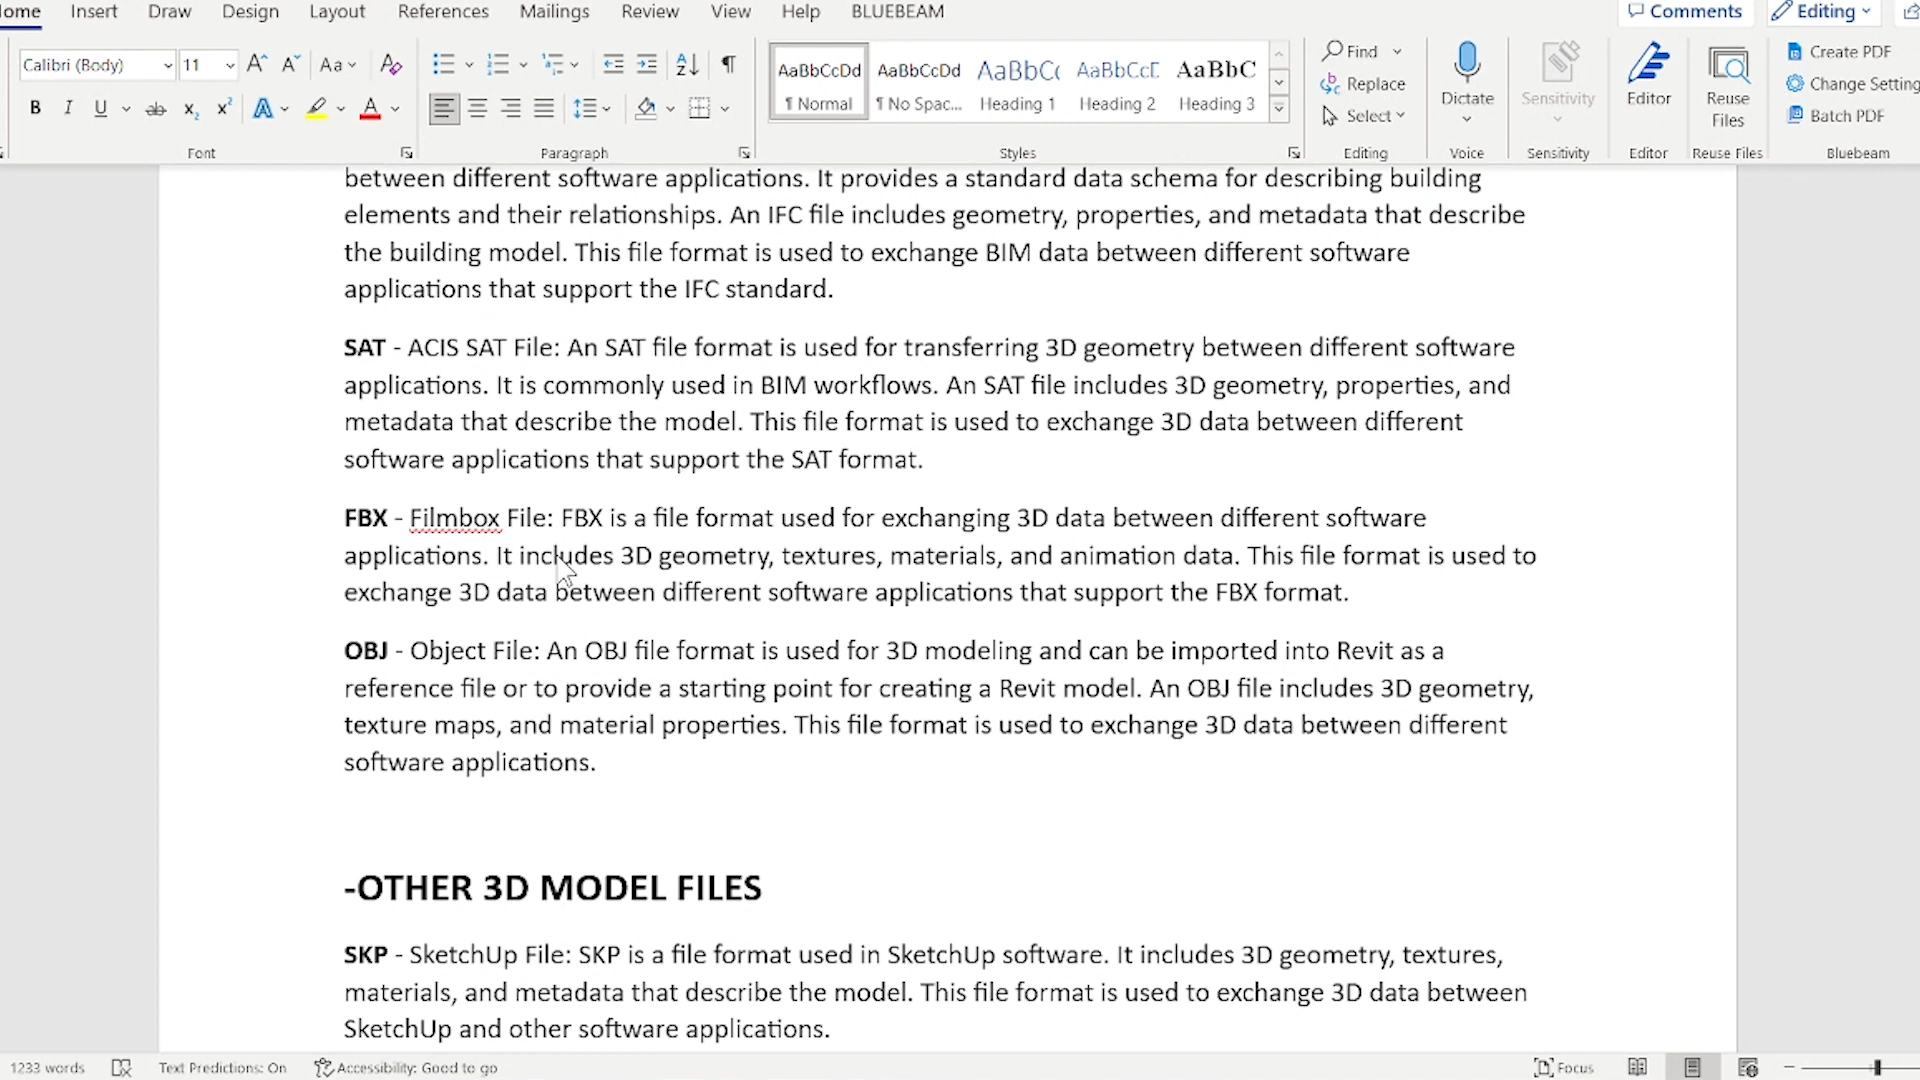 ome Insert Draw Design Layout References Mailings Review View Help BLUEBEAM Comments Editing
Calibri (Body) 11 Aa
AaBbCcDd AaBbCcDd AaBbC AaBbCcD AaBbC
¶ Normal ¶ No Spac... Heading 1 Heading 2 Heading 3
Find
Replace
Select
Dictate
Sensitivity
Editor
Reuse
Files
Create PDF
Change Setting
Batch PDF
B I U ab x₂ x² A A
Font Paragraph Styles Editing Voice Sensitivity Editor Reuse Files Bluebeam
between different software applications. It provides a standard data schema for describing building
elements and their relationships. An IFC file includes geometry, properties, and metadata that describe
the building model. This file format is used to exchange BIM data between different software
applications that support the IFC standard.
SAT - ACIS SAT File: An SAT file format is used for transferring 3D geometry between different software
applications. It is commonly used in BIM workflows. An SAT file includes 3D geometry, properties, and
metadata that describe the model. This file format is used to exchange 3D data between different
software applications that support the SAT format.
FBX - Filmbox File: FBX is a file format used for exchanging 3D data between different software
applications. It includes 3D geometry, textures, materials, and animation data. This file format is used to
exchange 3D data between different software applications that support the FBX format.
OBJ - Object File: An OBJ file format is used for 3D modeling and can be imported into Revit as a
reference file or to provide a starting point for creating a Revit model. An OBJ file includes 3D geometry,
texture maps, and material properties. This file format is used to exchange 3D data between different
software applications.
-OTHER 3D MODEL FILES
SKP - SketchUp File: SKP is a file format used in SketchUp software. It includes 3D geometry, textures,
materials, and metadata that describe the model. This file format is used to exchange 3D data between
SketchUp and other software applications.
1233 words Text Predictions: On Accessibility: Good to go Focus